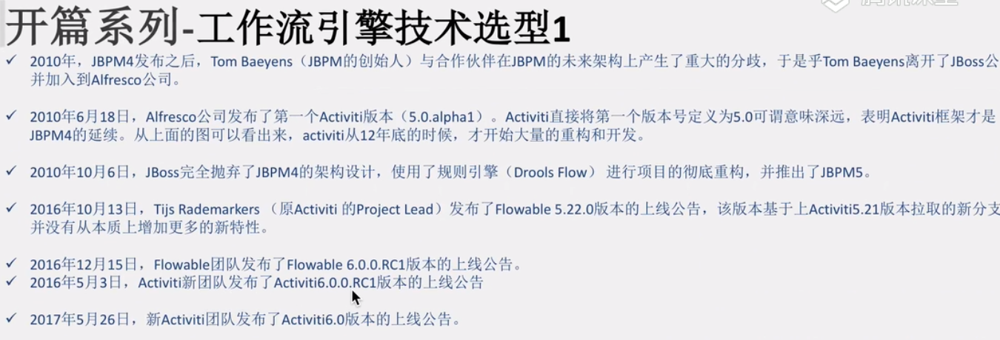 开篇系列-工作流引擎技术选型1
✓ 2010年，JBPM4发布之后，Tom Baeyens（JBPM的创始人）与合作伙伴在JBPM的未来架构上产生了重大的分歧，于是乎Tom Baeyens离开了JBoss公
并加入到Alfresco公司。
✓ 2010年6月18日，Alfresco公司发布了第一个Activiti版本（5.0.alpha1）。Activiti直接将第一个版本号定义为5.0可谓意味深远，表明Activiti框架才是
JBPM4的延续。从上面的图可以看出来，activiti从12年底的时候，才开始大量的重构和开发。
✓ 2010年10月6日，JBoss完全抛弃了JBPM4的架构设计，使用了规则引擎（Drools Flow） 进行项目的彻底重构，并推出了JBPM5。
✓ 2016年10月13日，Tijs Rademarkers （原Activiti 的Project Lead）发布了Flowable 5.22.0版本的上线公告，该版本基于上Activiti5.21版本拉取的新分支
并没有从本质上增加更多的新特性。
✓ 2016年12月15日，Flowable团队发布了Flowable 6.0.0.RC1版本的上线公告。
✓ 2016年5月3日，Activiti新团队发布了Activiti6.0.0.RC1版本的上线公告
✓ 2017年5月26日，新Activiti团队发布了Activiti6.0版本的上线公告。